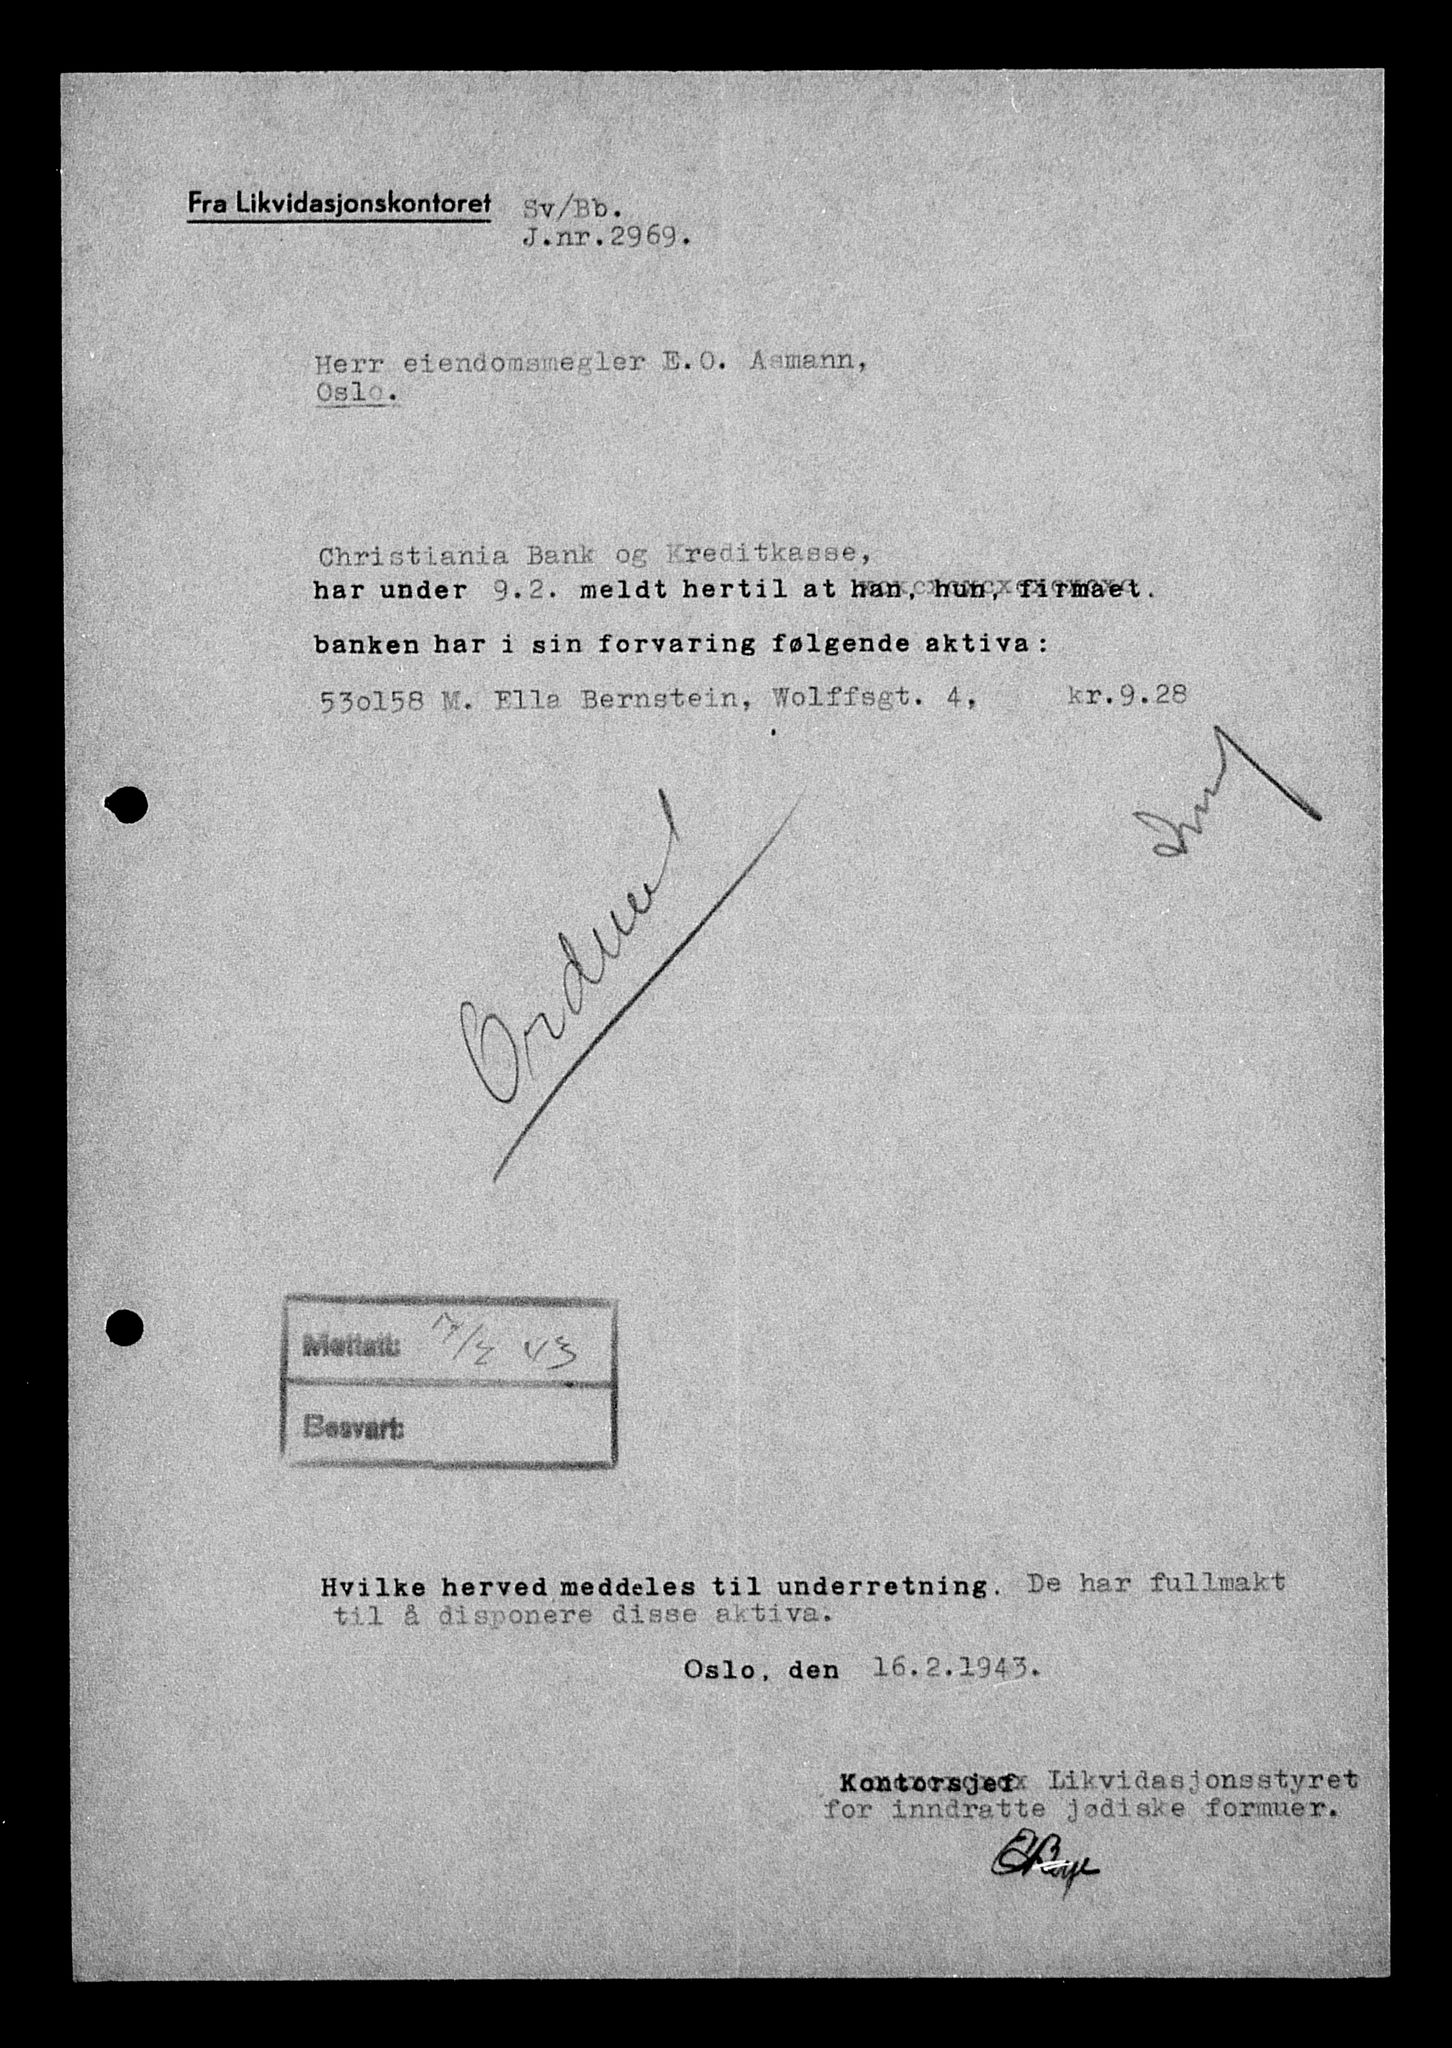 Fra Likvidasjonskontoret Sv/Bb.
J.nr.2969.
Herr eiendomsmegler E.O. Asmann,
Oslo.
Christiania Bank og Kreditkasse,
har under 9.2. meldt hertil at han, hun, firmaet.
banken har i sin forvaring følgende aktiva:
530158 M. Ella Bernstein, Wolffsgt. 4, kr.9.28
Ordnet
Mottatt: 17/2 43
Besvart:
Hvilke herved meddeles til underretning. De har fullmakt
til å disponere disse aktiva.
Oslo, den 16.2.1943.
Kontorsjef Likvidasjonsstyret
for inndratte jødiske formuer.